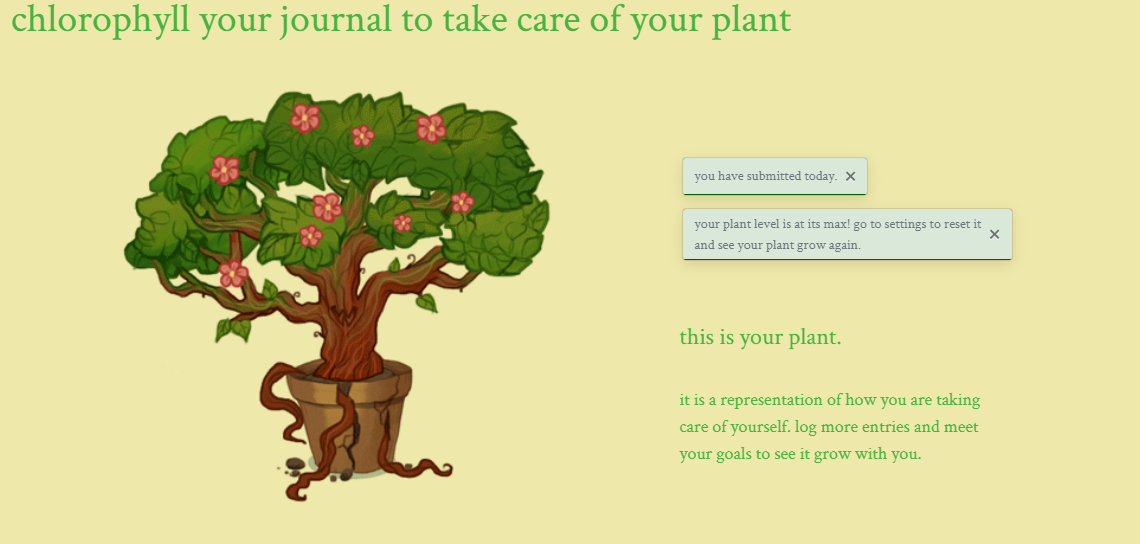 chlorophyll your journal to take care of your plant
you have submitted today. ×
your plant level is at its max! go to settings to reset it
and see your plant grow again. ×
this is your plant.
it is a representation of how you are taking
care of yourself. log more entries and meet
your goals to see it grow with you.